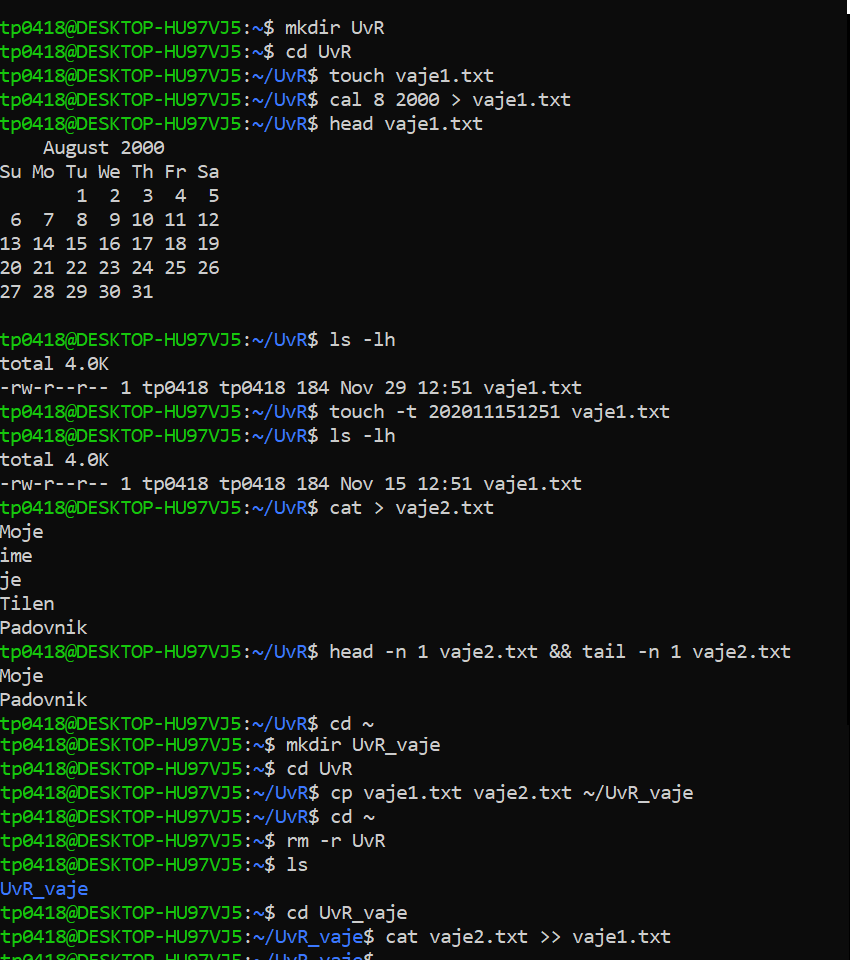 tp0418@DESKTOP-HU97VJ5:~$ mkdir UvR
tp0418@DESKTOP-HU97VJ5:~$ cd UvR
tp0418@DESKTOP-HU97VJ5:~/UvR$ touch vaje1.txt
tp0418@DESKTOP-HU97VJ5:~/UvR$ cal 8 2000 > vaje1.txt
tp0418@DESKTOP-HU97VJ5:~/UvR$ head vaje1.txt
    August 2000
Su Mo Tu We Th Fr Sa
       1  2  3  4  5
 6  7  8  9 10 11 12
13 14 15 16 17 18 19
20 21 22 23 24 25 26
27 28 29 30 31
tp0418@DESKTOP-HU97VJ5:~/UvR$ ls -lh
total 4.0K
-rw-r--r-- 1 tp0418 tp0418 184 Nov 29 12:51 vaje1.txt
tp0418@DESKTOP-HU97VJ5:~/UvR$ touch -t 202011151251 vaje1.txt
tp0418@DESKTOP-HU97VJ5:~/UvR$ ls -lh
total 4.0K
-rw-r--r-- 1 tp0418 tp0418 184 Nov 15 12:51 vaje1.txt
tp0418@DESKTOP-HU97VJ5:~/UvR$ cat > vaje2.txt
Moje
ime
je
Tilen
Padovnik
tp0418@DESKTOP-HU97VJ5:~/UvR$ head -n 1 vaje2.txt && tail -n 1 vaje2.txt
Moje
Padovnik
tp0418@DESKTOP-HU97VJ5:~/UvR$ cd ~
tp0418@DESKTOP-HU97VJ5:~$ mkdir UvR_vaje
tp0418@DESKTOP-HU97VJ5:~$ cd UvR
tp0418@DESKTOP-HU97VJ5:~/UvR$ cp vaje1.txt vaje2.txt ~/UvR_vaje
tp0418@DESKTOP-HU97VJ5:~/UvR$ cd ~
tp0418@DESKTOP-HU97VJ5:~$ rm -r UvR
tp0418@DESKTOP-HU97VJ5:~$ ls
UvR_vaje
tp0418@DESKTOP-HU97VJ5:~$ cd UvR_vaje
tp0418@DESKTOP-HU97VJ5:~/UvR_vaje$ cat vaje2.txt >> vaje1.txt